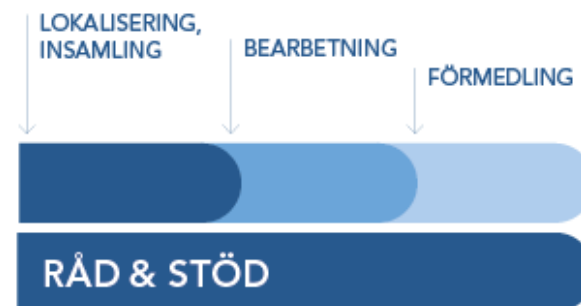 LOKALISERING,
INSAMLING
BEARBETNING
FÖRMEDLING
RÅD & STÖD